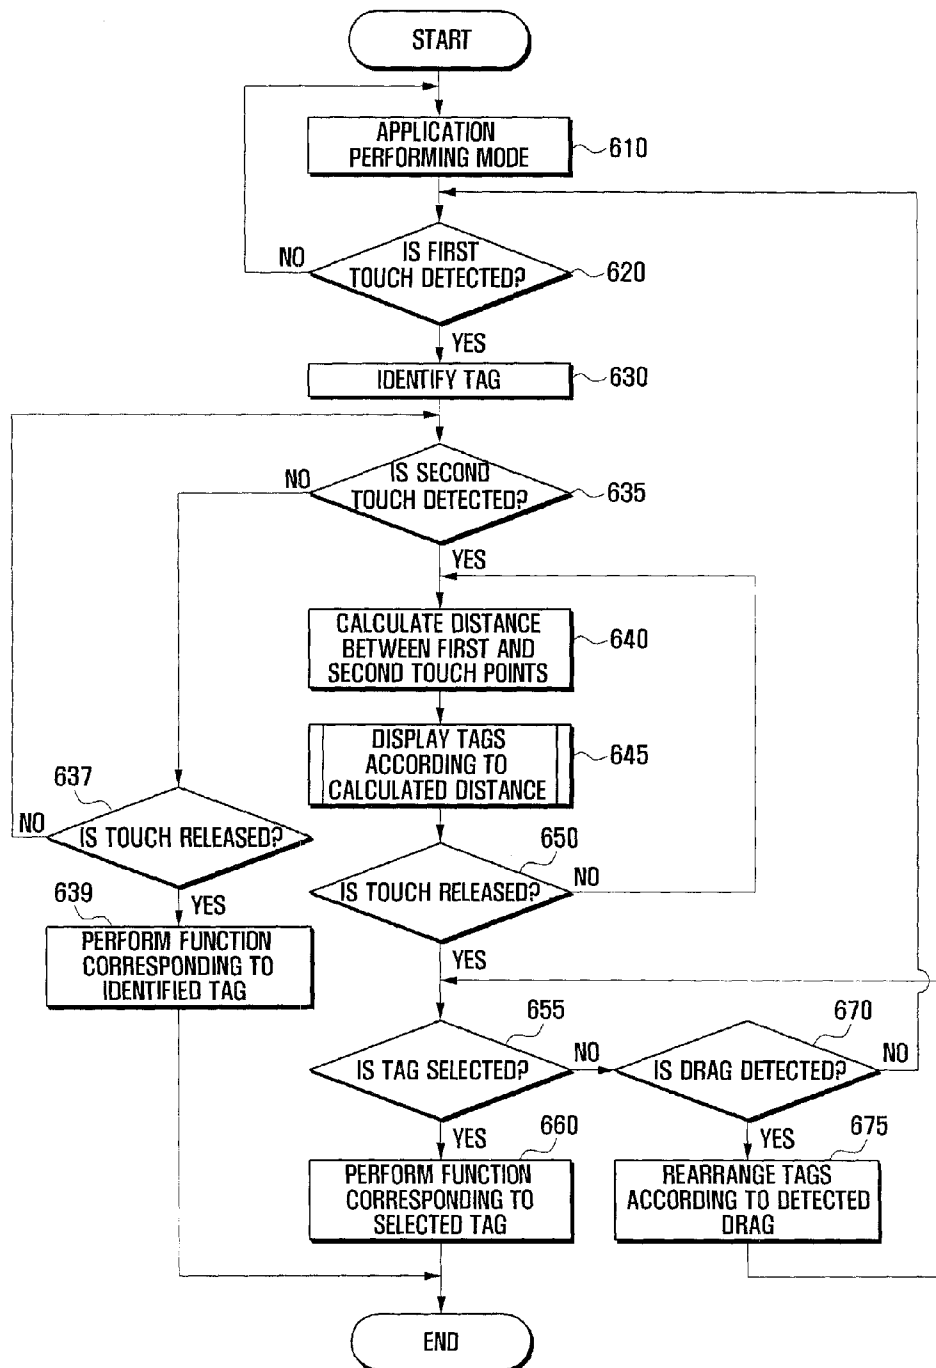 START
APPLICATION
PERFORMING MODE
610
IS FIRST
TOUCH DETECTED?
NO
620
YES
IDENTIFY TAG
630
IS SECOND
TOUCH DETECTED?
NO
635
YES
CALCULATE DISTANCE
BETWEEN FIRST AND
SECOND TOUCH POINTS
640
DISPLAY TAGS
ACCORDING TO
CALCULATED DISTANCE
645
637
NO
IS TOUCH RELEASED?
YES
650
IS TOUCH RELEASED?
NO
YES
639
PERFORM FUNCTION
CORRESPONDING TO
IDENTIFIED TAG
655
IS TAG SELECTED?
NO
YES
670
IS DRAG DETECTED?
NO
YES
660
PERFORM FUNCTION
CORRESPONDING TO
SELECTED TAG
675
REARRANGE TAGS
ACCORDING TO DETECTED
DRAG
END